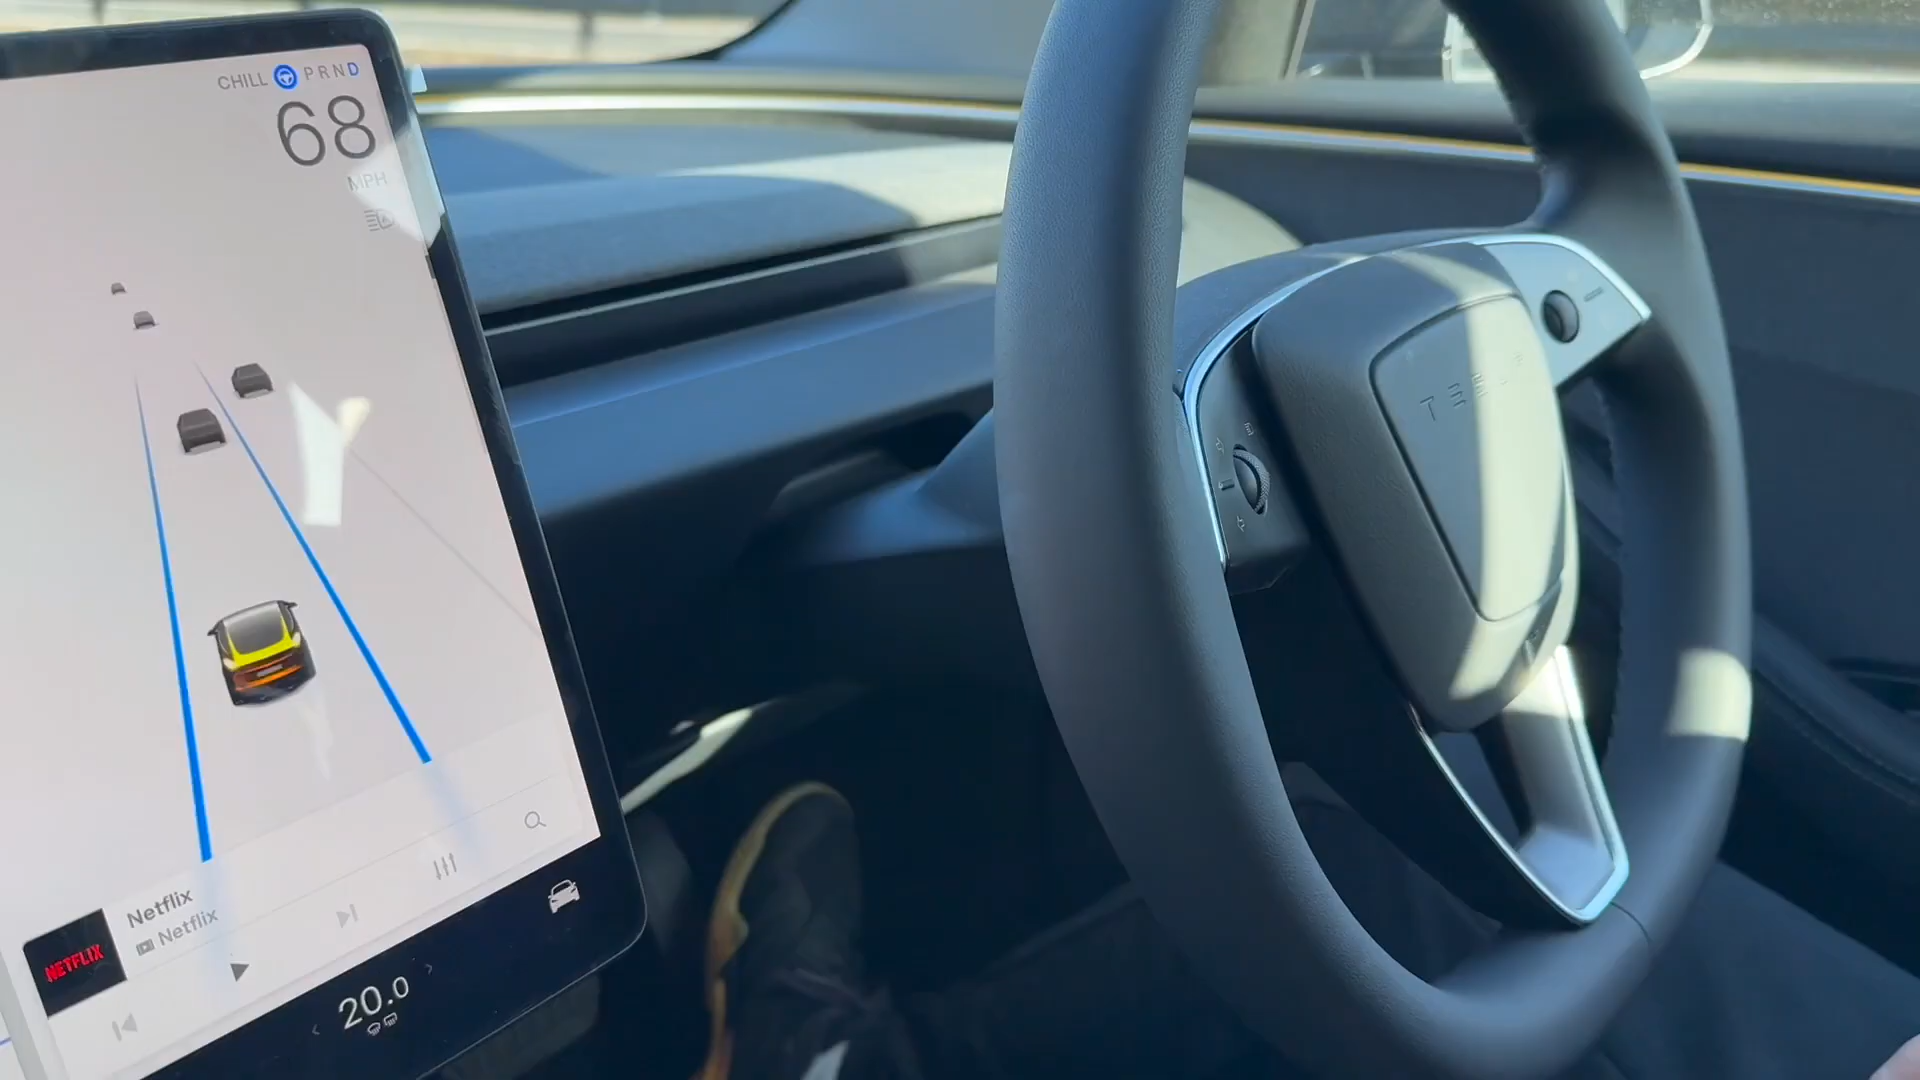 CHILL PRND
68
MPH
TESLA
Netflix
Netflix
NETFLIX
20.0